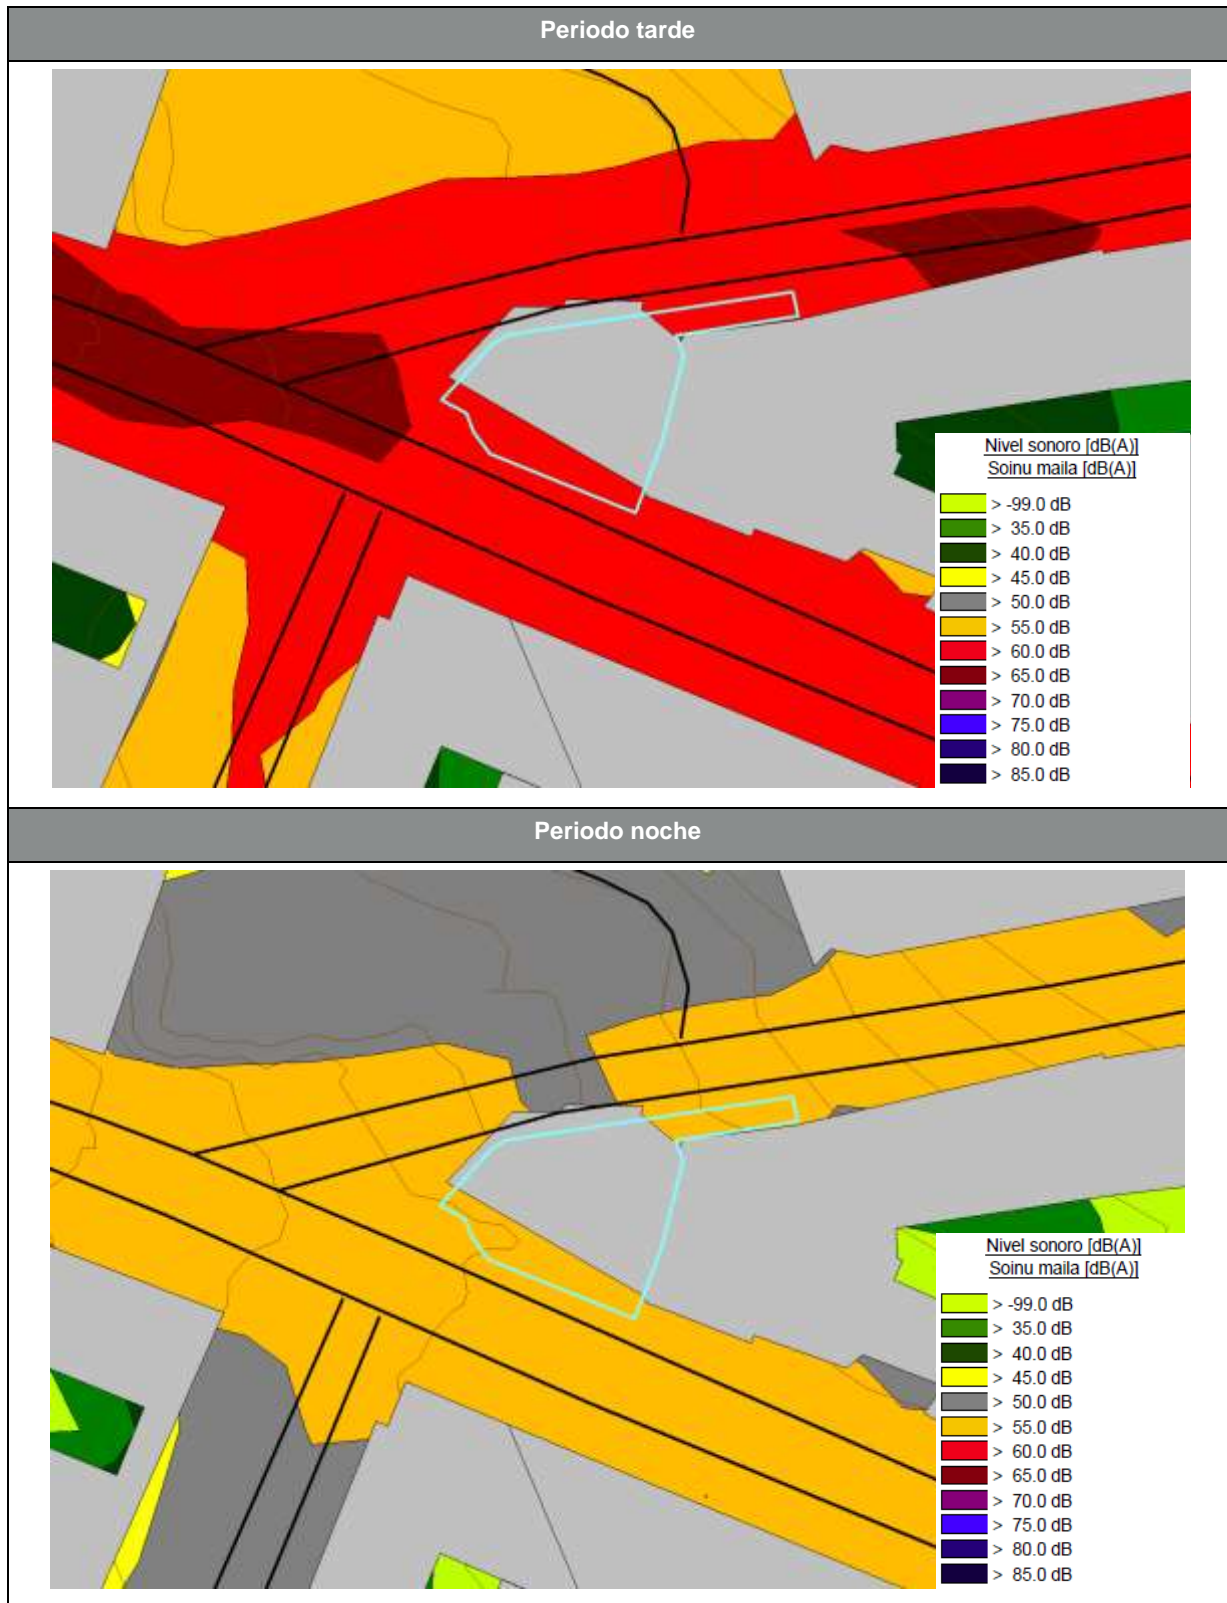 Periodo tarde
Nivel sonoro [dB(A)]
Soinu maila [dB(A)]
> -99.0 dB
> 35.0 dB
> 40.0 dB
> 45.0 dB
> 50.0 dB
> 55.0 dB
> 60.0 dB
> 65.0 dB
> 70.0 dB
> 75.0 dB
> 80.0 dB
> 85.0 dB
Periodo noche
Nivel sonoro [dB(A)]
Soinu maila [dB(A)]
> -99.0 dB
> 35.0 dB
> 40.0 dB
> 45.0 dB
> 50.0 dB
> 55.0 dB
> 60.0 dB
> 65.0 dB
> 70.0 dB
> 75.0 dB
> 80.0 dB
> 85.0 dB